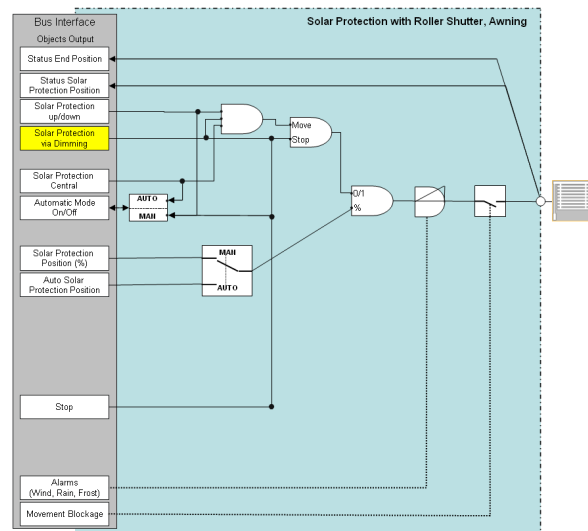 Bus Interface
Objects Output
Solar Protection with Roller Shutter, Awning
Status End Position
Status Solar
Protection Position
Solar Protection
up/down
Solar Protection
via Dimming
Move
Stop
Solar Protection
Central
Automatic Mode
On/Off
AUTO
MAN
0/1
%
Solar Protection
Position (%)
Auto Solar
Protection Position
MAN
AUTO
Stop
Alarms
(Wind, Rain, Frost)
Movement Blockage